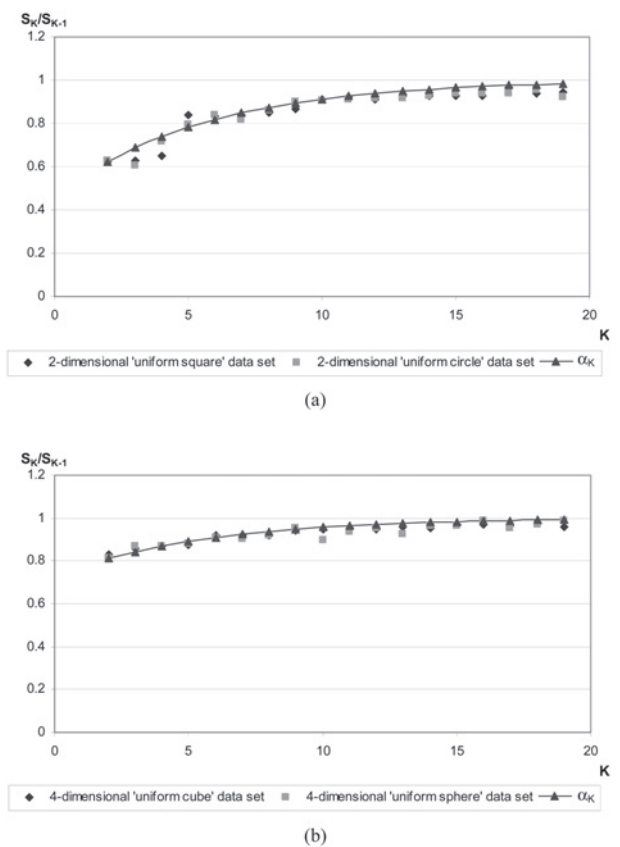 S_K/S_K-1
1.2
1
0.8
0.6
0.4
0.2
0
0 5 10 15 20
K
2-dimensional 'uniform square' data set 2-dimensional 'uniform circle' data set α_K
(a)
S_K/S_K-1
1.2
1
0.8
0.6
0.4
0.2
0
0 5 10 15 20
K
4-dimensional 'uniform cube' data set 4-dimensional 'uniform sphere' data set α_K
(b)